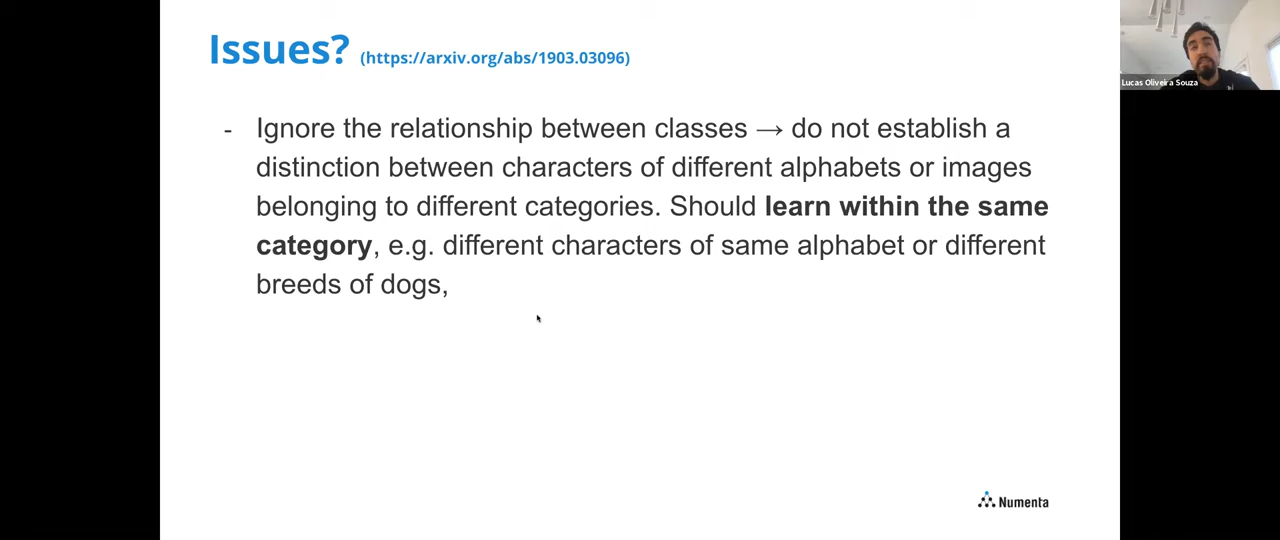 Issues? (https://arxiv.org/abs/1903.03096)
Lucas Oliveira Souza
- Ignore the relationship between classes → do not establish a
distinction between characters of different alphabets or images
belonging to different categories. Should learn within the same
category, e.g. different characters of same alphabet or different
breeds of dogs,
Numenta